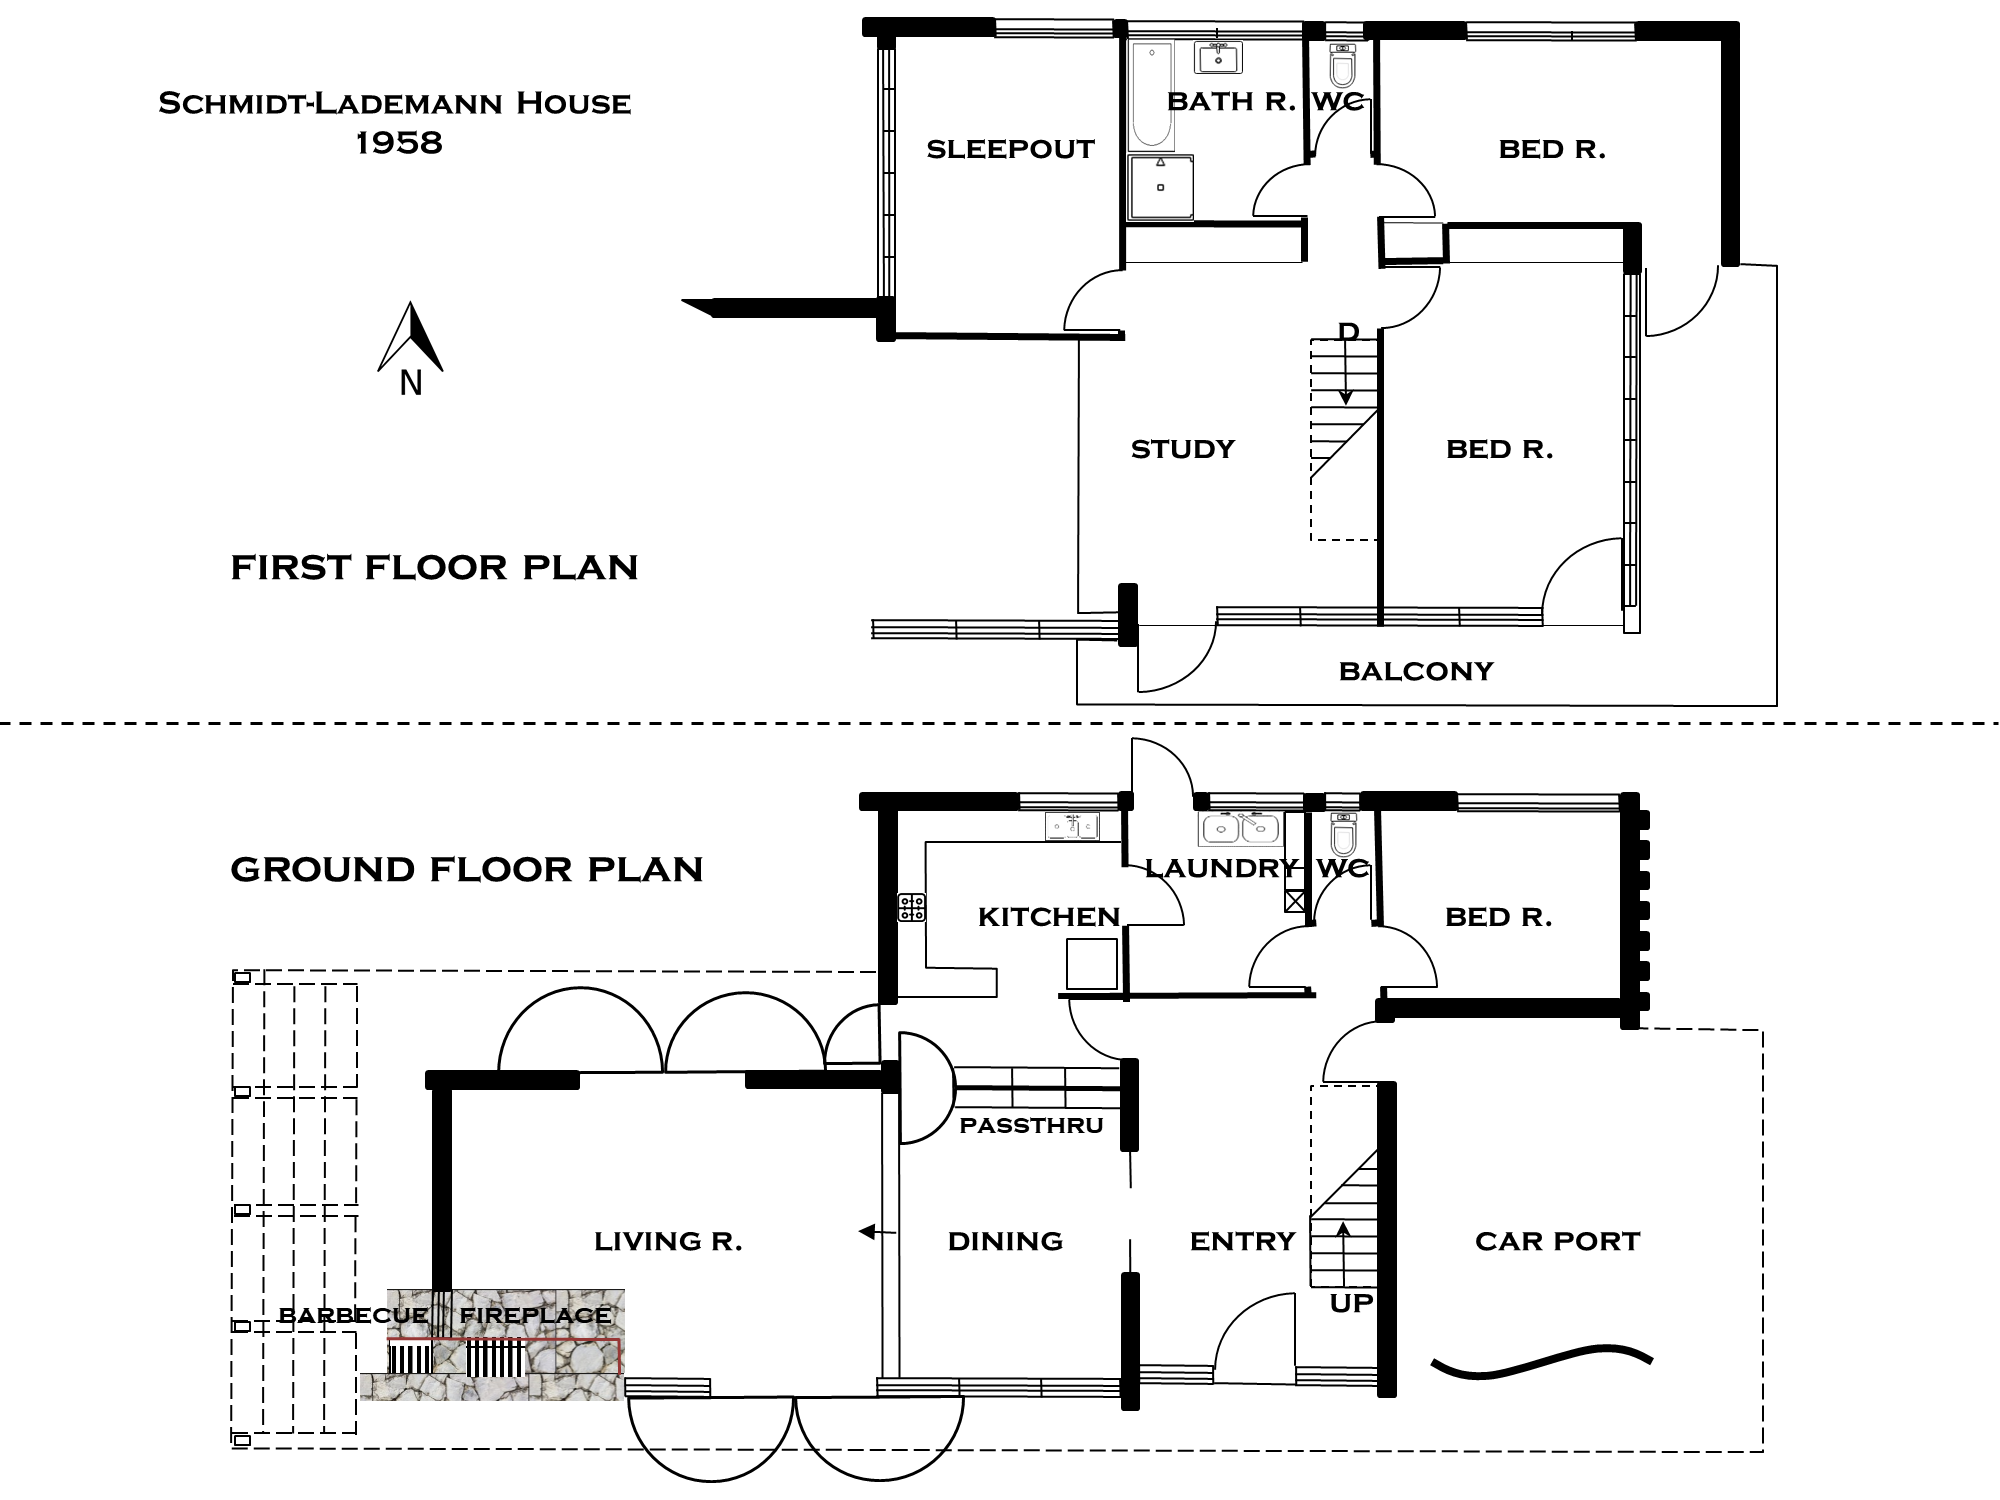 SCHMIDT-LADEMANN HOUSE
1958
BATH R. WC
SLEEPOUT
BED R.
N
D
STUDY
BED R.
FIRST FLOOR PLAN
BALCONY
GROUND FLOOR PLAN
LAUNDRY WC
KITCHEN
BED R.
PASSTHRU
LIVING R.
DINING
ENTRY
CAR PORT
UP
BARBECUE
FIREPLACE